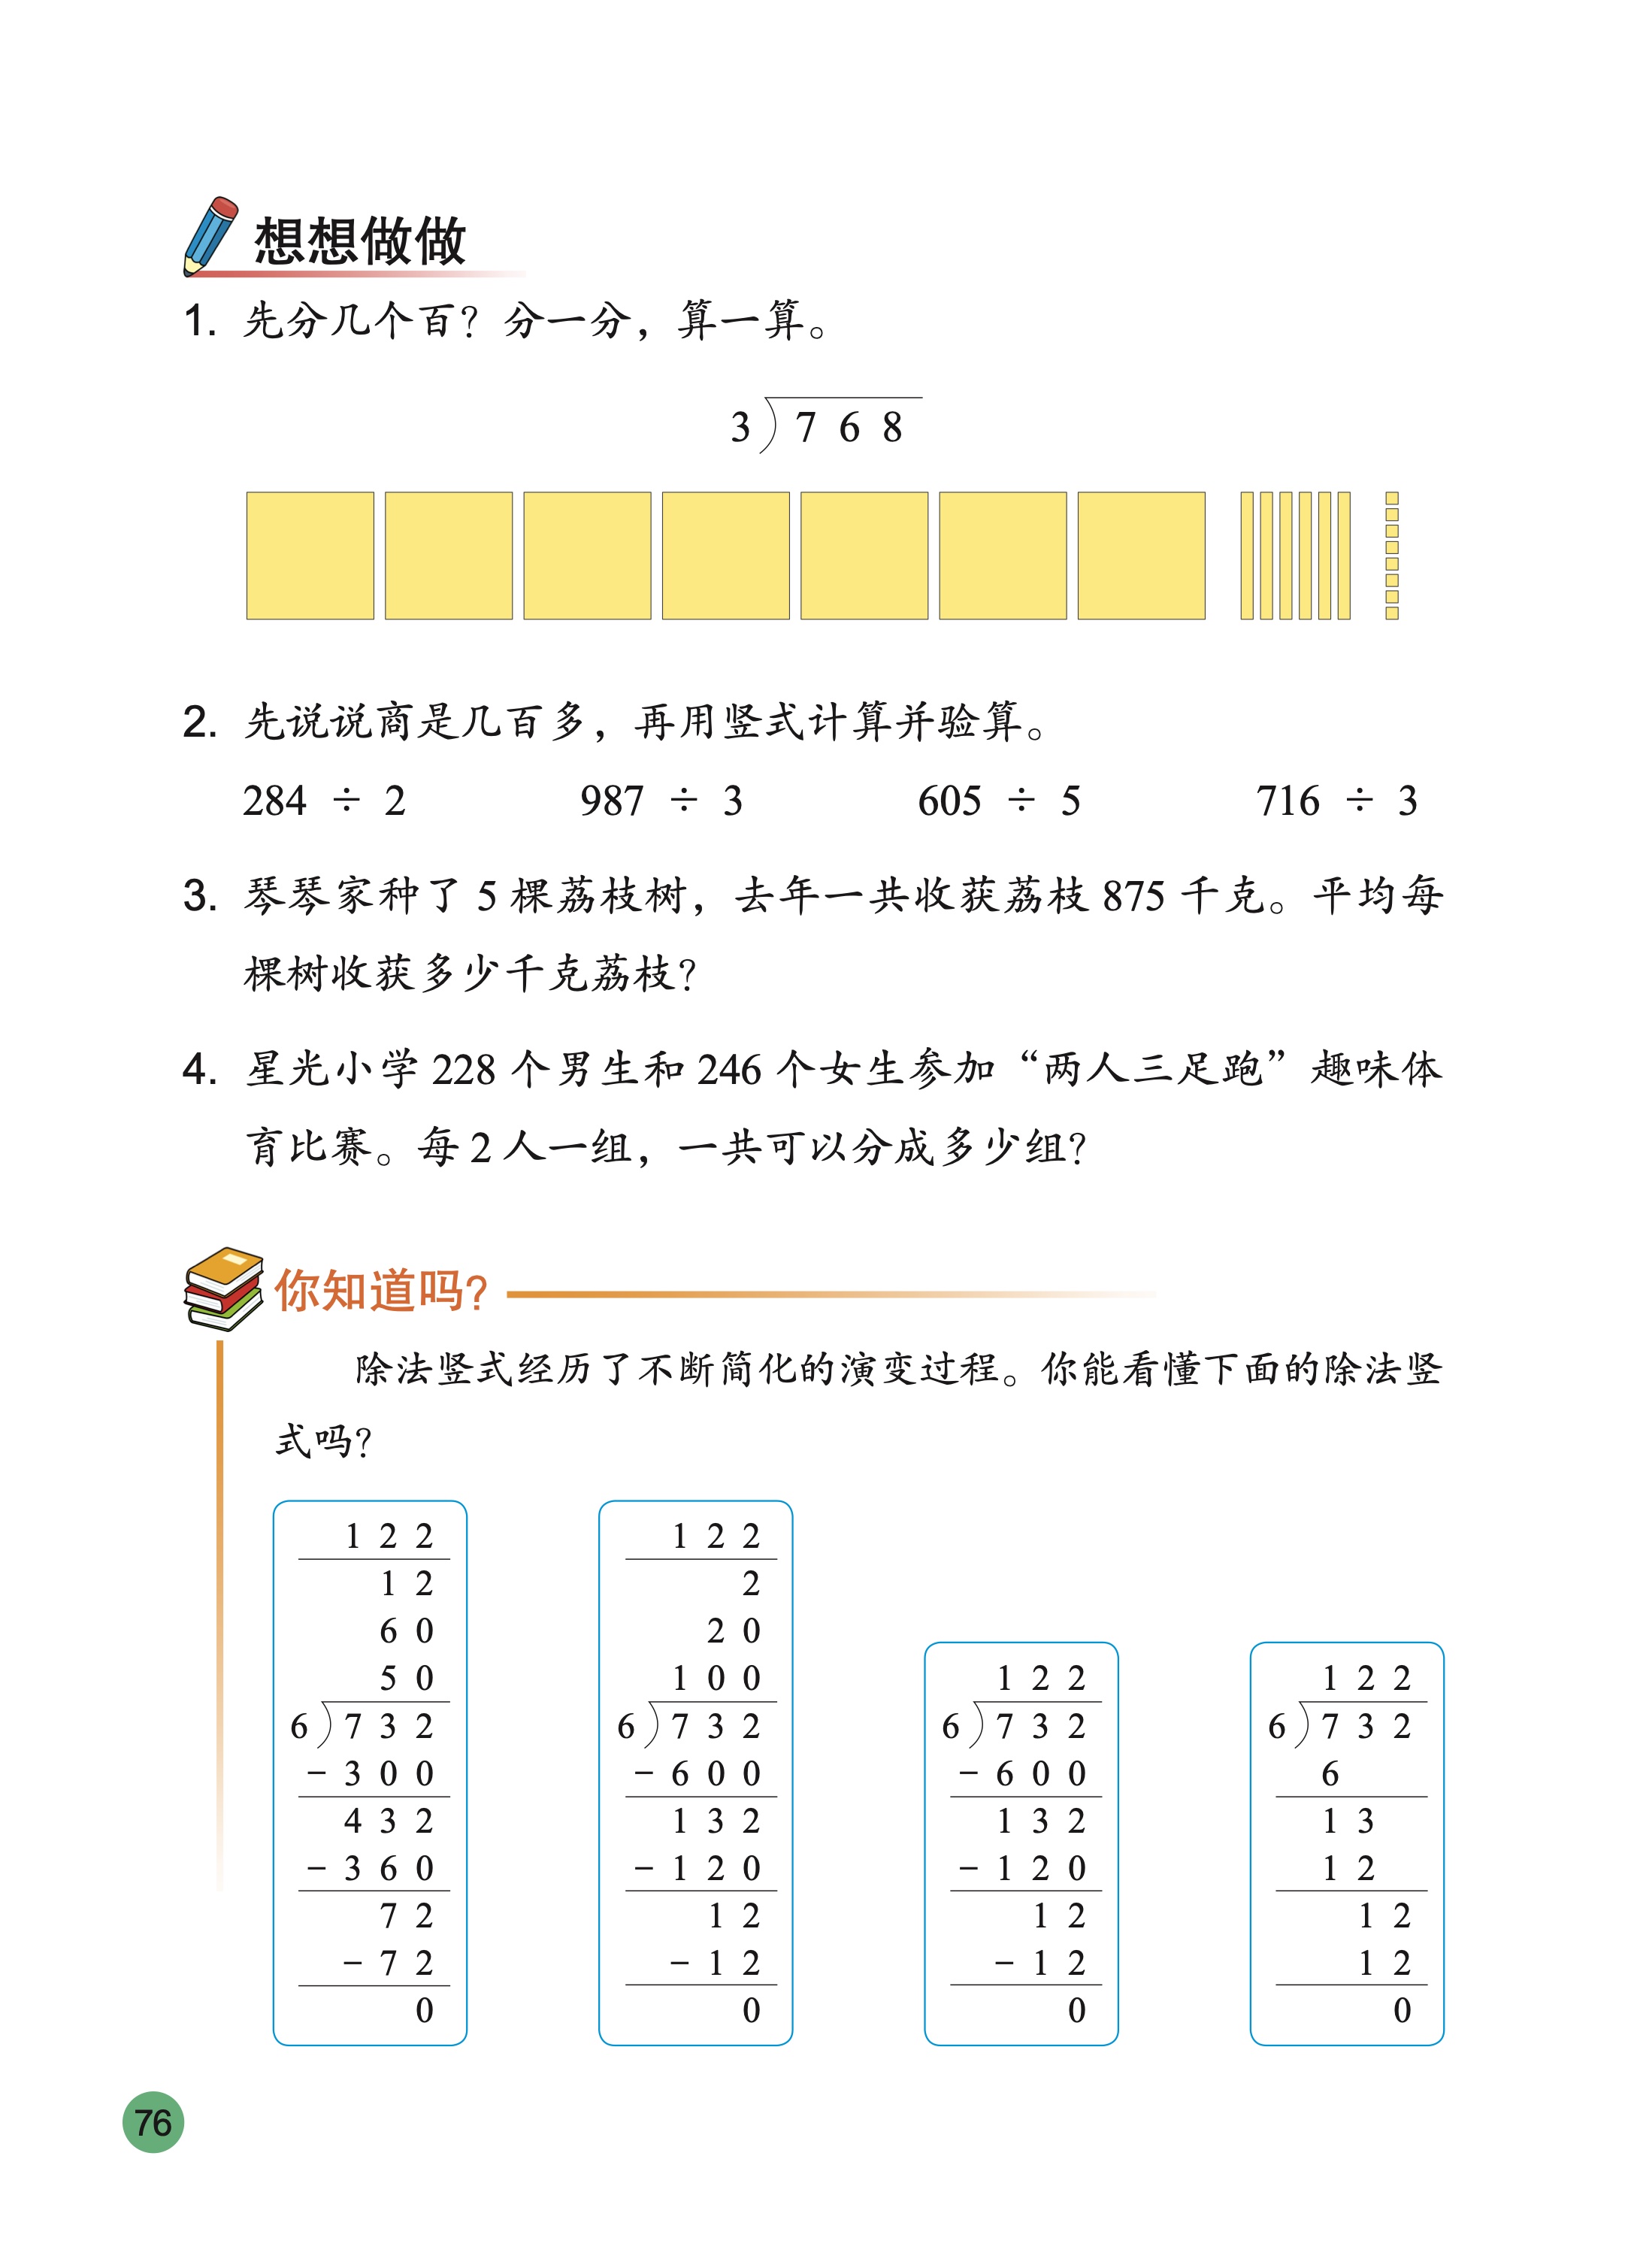 想想做做
1. 先分几个百？分一分，算一算。
3)768
2. 先说说商是几百多，再用竖式计算并验算。
284 ÷ 2 987 ÷ 3 605 ÷ 5 716 ÷ 3
3. 琴琴家种了 5 棵荔枝树，去年一共收获荔枝 875 千克。平均每
棵树收获多少千克荔枝？
4. 星光小学 228 个男生和 246 个女生参加“两人三足跑”趣味体
育比赛。每 2 人一组，一共可以分成多少组？
你知道吗？
除法竖式经历了不断简化的演变过程。你能看懂下面的除法竖
式吗？
1 2 2
1 2
6 0
5 0
6)7 3 2
－3 0 0
4 3 2
－3 6 0
7 2
－7 2
0
1 2 2
2
2 0
1 0 0
6)7 3 2
－6 0 0
1 3 2
－1 2 0
1 2
－1 2
0
1 2 2
6)7 3 2
－6 0 0
1 3 2
－1 2 0
1 2
－1 2
0
1 2 2
6)7 3 2
6
1 3
1 2
1 2
1 2
0
76